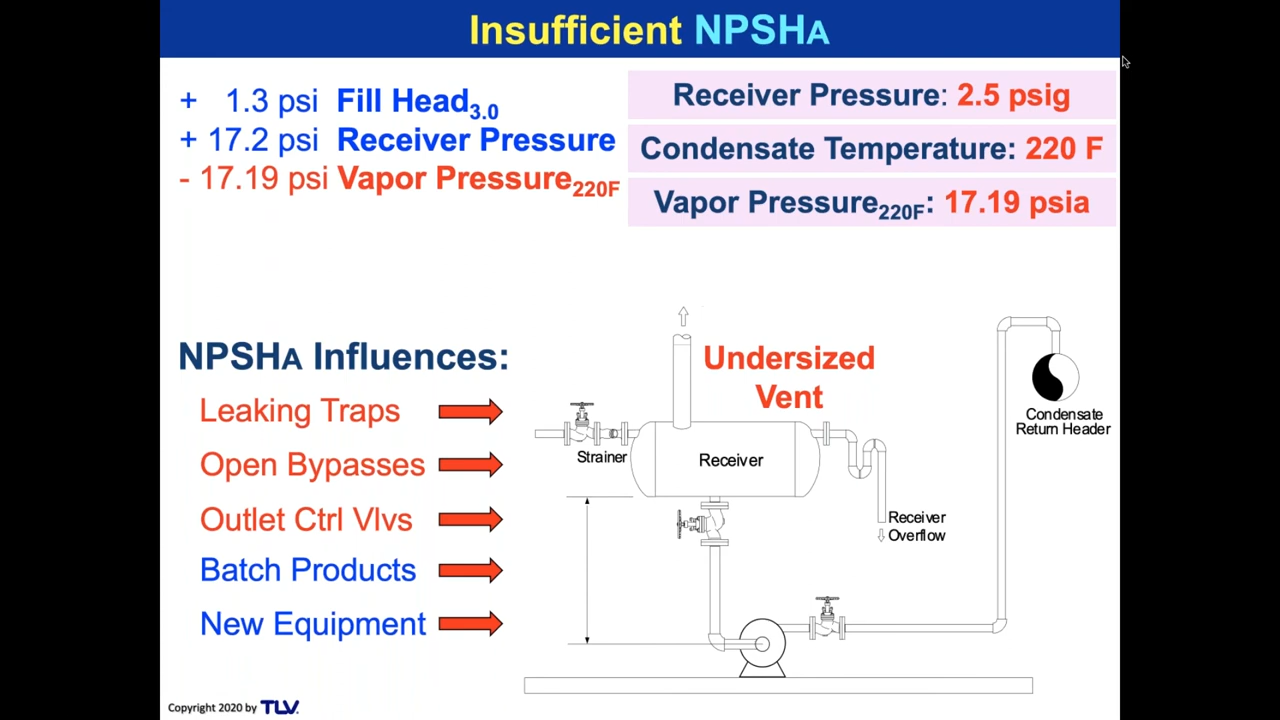 Insufficient NPSHA
+ 1.3 psi Fill Head3.0
+ 17.2 psi Receiver Pressure
- 17.19 psi Vapor Pressure220F
Receiver Pressure: 2.5 psig
Condensate Temperature: 220 F
Vapor Pressure220F: 17.19 psia
NPSHA Influences:
Leaking Traps
Open Bypasses
Outlet Ctrl Vlvs
Batch Products
New Equipment
Undersized
Vent
Strainer
Receiver
Condensate
Return Header
Receiver
Overflow
Copyright 2020 by TLV